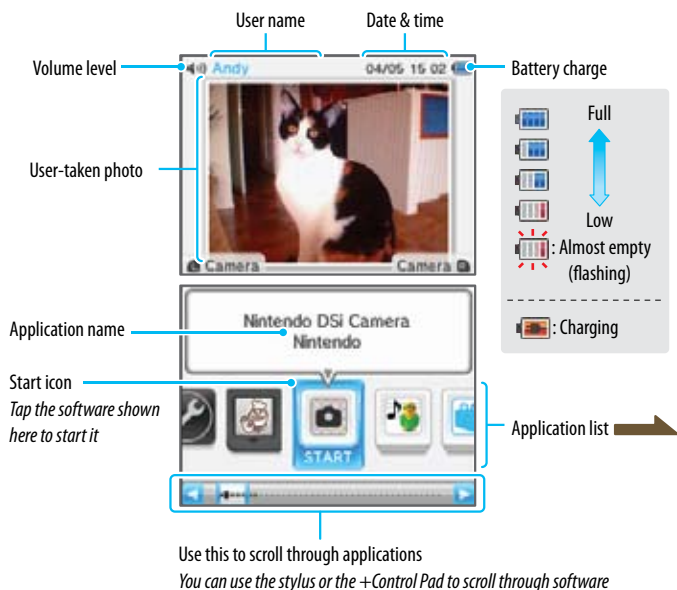 User name
Date & time
Volume level
Andy
04/05 15 02
Battery charge
Full
User-taken photo
Low
: Almost empty
(flashing)
L Camera
Camera R
: Charging
Application name
Nintendo DSi Camera
Nintendo
Start icon
Tap the software shown
here to start it
START
Application list
Use this to scroll through applications
You can use the stylus or the +Control Pad to scroll through software